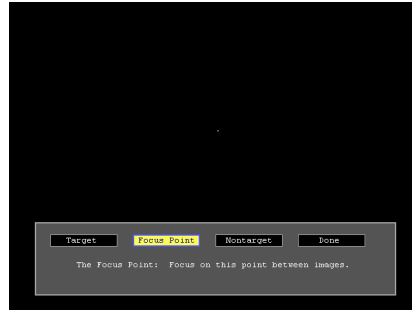 Target Focus Point Nontarget Done
The Focus Point: Focus on this point between images.